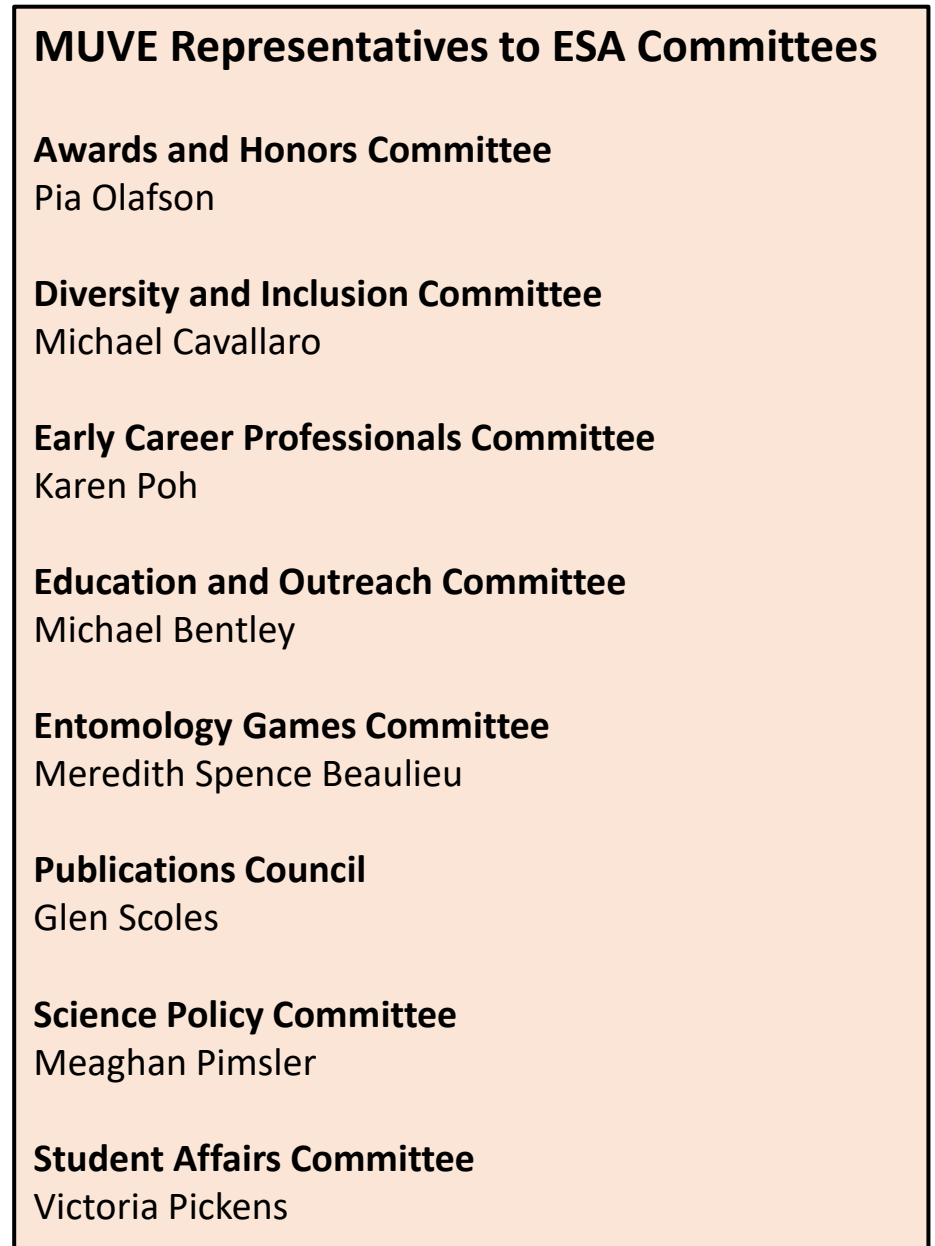 MUVE Representatives to ESA Committees
Awards and Honors Committee
Pia Olafson
Diversity and Inclusion Committee
Michael Cavallaro
Early Career Professionals Committee
Karen Poh
Education and Outreach Committee
Michael Bentley
Entomology Games Committee
Meredith Spence Beaulieu
Publications Council
Glen Scoles
Science Policy Committee
Meaghan Pimsler
Student Affairs Committee
Victoria Pickens